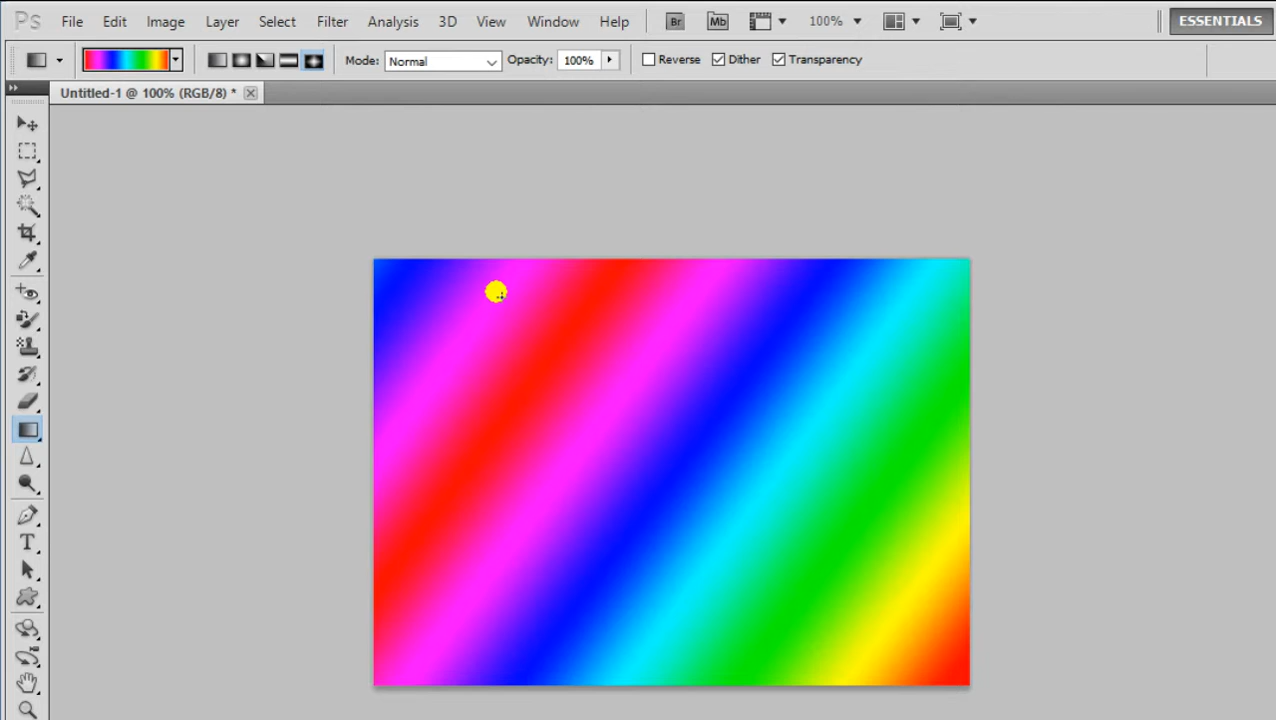 Ps File Edit Image Layer Select Filter Analysis 3D View Window Help Br Mb 100% ESSENTIALS
Mode: Normal Opacity: 100% Reverse Dither Transparency
Untitled-1 @ 100% (RGB/8) *
T